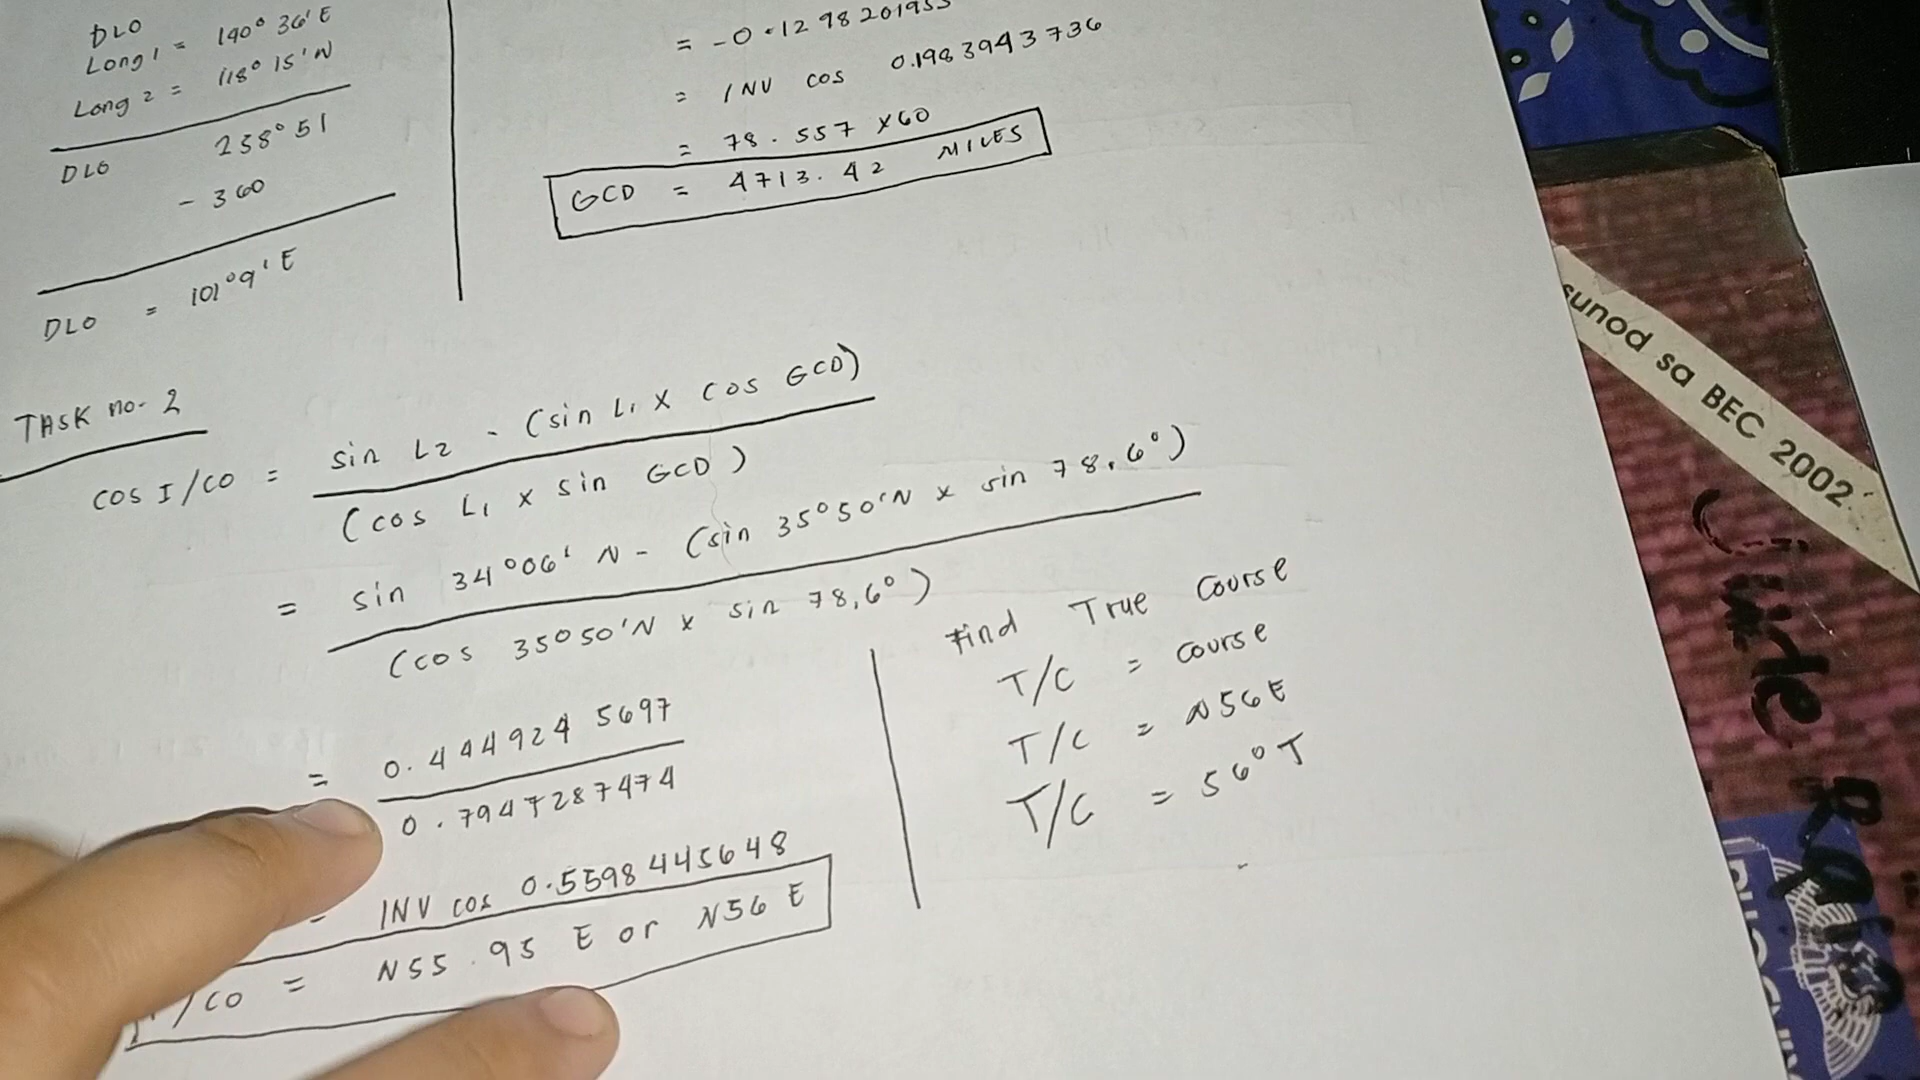 DLO
Long 1 = 140° 36' E
Long 2 = 118° 15' N
DLO 258° 51
- 360
DLO = 101° 9' E
= -0.1298201955
= INV cos 0.1983943736
= 78.557 x60
GCD = 4713.42 MILES
TASK no. 2
cos I/CO = sin L2 - (sin L1 x cos GCD)
(cos L1 x sin GCD)
= sin 34°06' N - (sin 35°50'N x sin 78,6°)
(cos 35°50'N x sin 78,6°)
= 0.4449245697
0.7947287474
INV cos 0.5598445648
/CO = N55.95 E or N56 E
Find True Course
T/C = course
T/C = N56E
T/C = 56° T
sunod sa BEC 2002